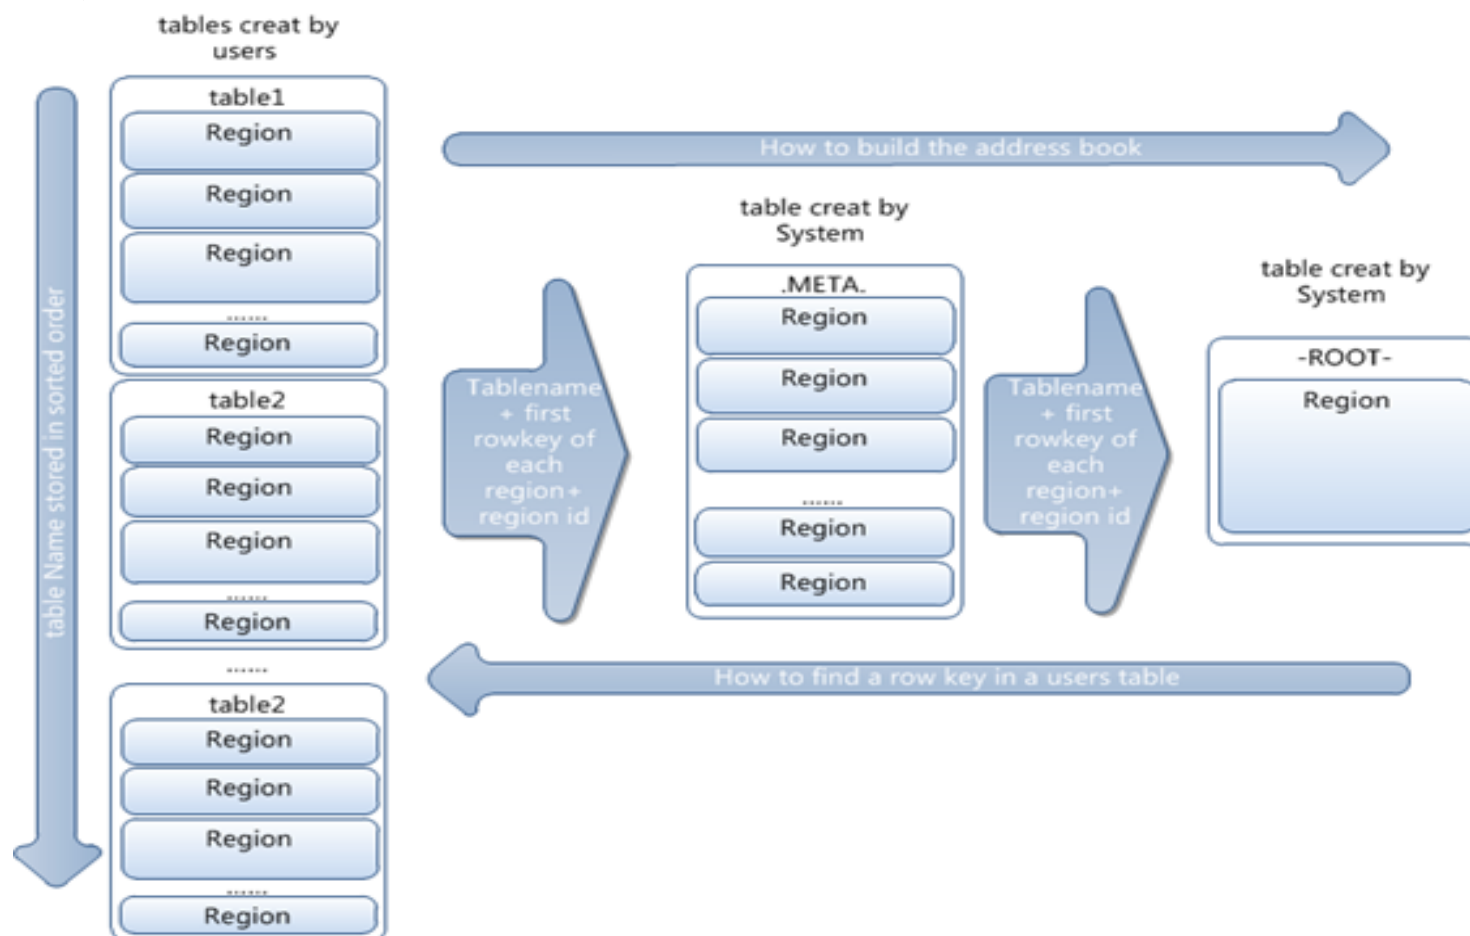 tables creat by
users
table Name stored in sorted order
table1
Region
Region
Region
......
Region
table2
Region
Region
Region
......
Region
......
table2
Region
Region
Region
......
Region
How to build the address book
Tablename
+ first
rowkey of
each
region+
region id
table creat by
System
.META.
Region
Region
Region
......
Region
Region
Tablename
+ first
rowkey of
each
region+
region id
table creat by
System
-ROOT-
Region
How to find a row key in a users table